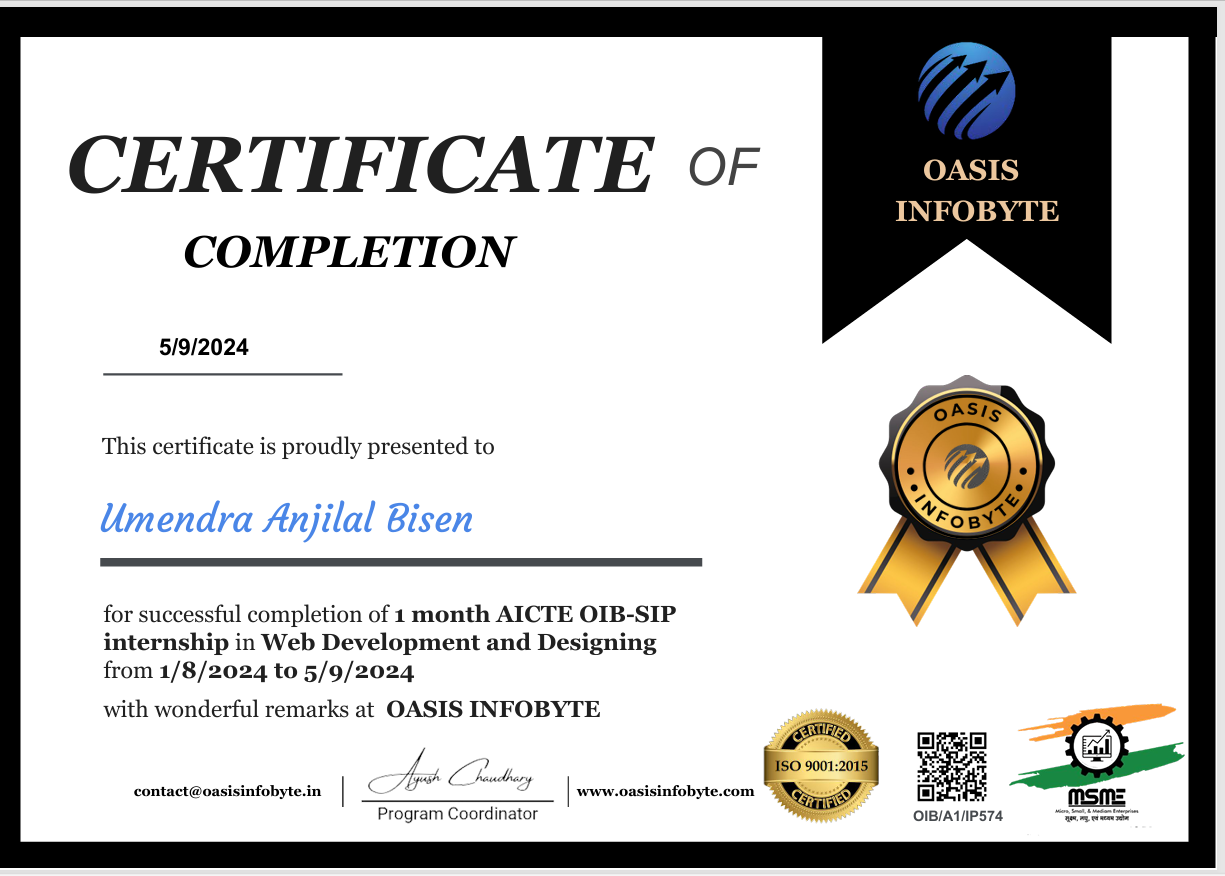 CERTIFICATE OF
COMPLETION
OASIS
INFOBYTE
5/9/2024
This certificate is proudly presented to
Umendra Anjilal Bisen
OASIS
INFOBYTE
for successful completion of 1 month AICTE OIB-SIP
internship in Web Development and Designing
from 1/8/2024 to 5/9/2024
with wonderful remarks at OASIS INFOBYTE
contact@oasisinfobyte.in
Ayush Chaudhary
Program Coordinator
www.oasisinfobyte.com
CERTIFIED
ISO 9001:2015
CERTIFIED
OIB/A1/IP574
MSME
Micro, Small, & Mediam Enterprises
सूक्ष्म, लघु, एवं मध्यम उद्योग